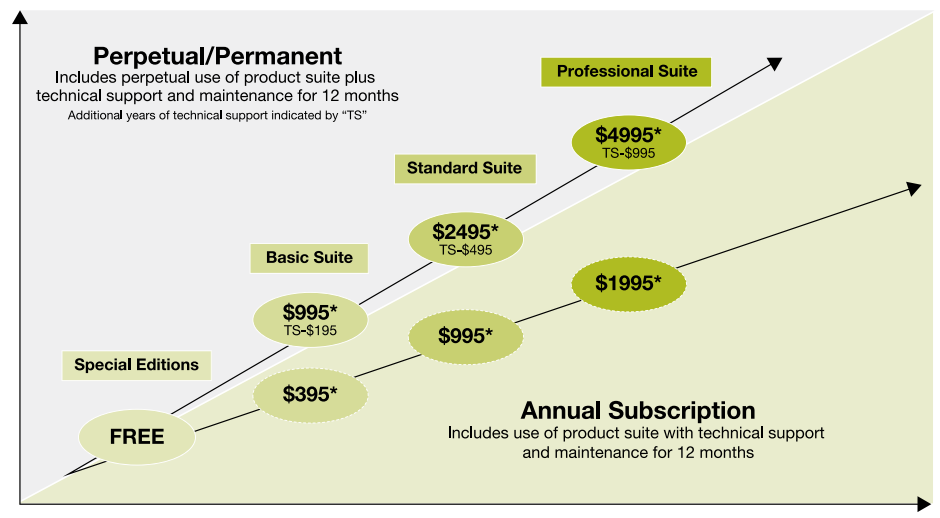 Perpetual/Permanent
Includes perpetual use of product suite plus
technical support and maintenance for 12 months
Additional years of technical support indicated by “TS”
Professional Suite
$4995*
TS-$995
Standard Suite
$2495*
TS-$495
Basic Suite
$995*
TS-$195
Special Editions
FREE
$395*
$995*
$1995*
Annual Subscription
Includes use of product suite with technical support
and maintenance for 12 months